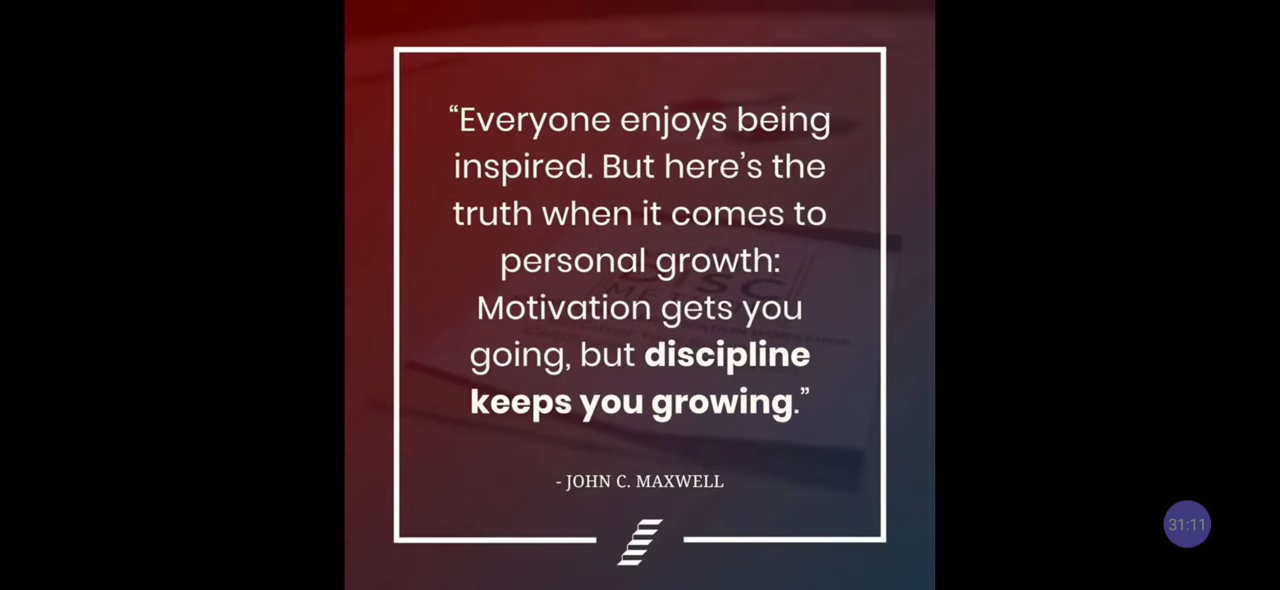 “Everyone enjoys being
inspired. But here’s the
truth when it comes to
personal growth:
Motivation gets you
going, but discipline
keeps you growing.”
- JOHN C. MAXWELL
31:11